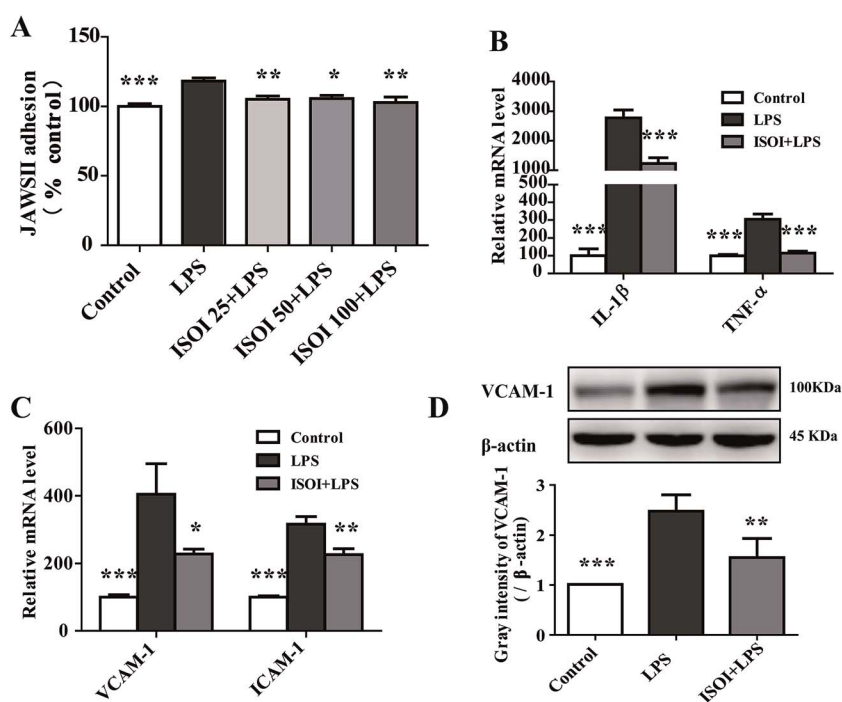 A
JAWSII adhesion
( % control)
150
100
50
0
***
**
*
**
Control
LPS
ISOI 25+LPS
ISOI 50+LPS
ISOI 100+LPS
B
Relative mRNA level
4000
3000
2000
1000
500
400
300
200
100
0
Control
LPS
ISOI+LPS
***
***
***
***
IL-1β
TNF-α
C
Relative mRNA level
600
400
200
0
Control
LPS
ISOI+LPS
***
*
***
**
VCAM-1
ICAM-1
D
VCAM-1
100KDa
β-actin
45 KDa
Gray intensity of VCAM-1
( / β -actin)
3
2
1
0
***
**
Control
LPS
ISOI+LPS